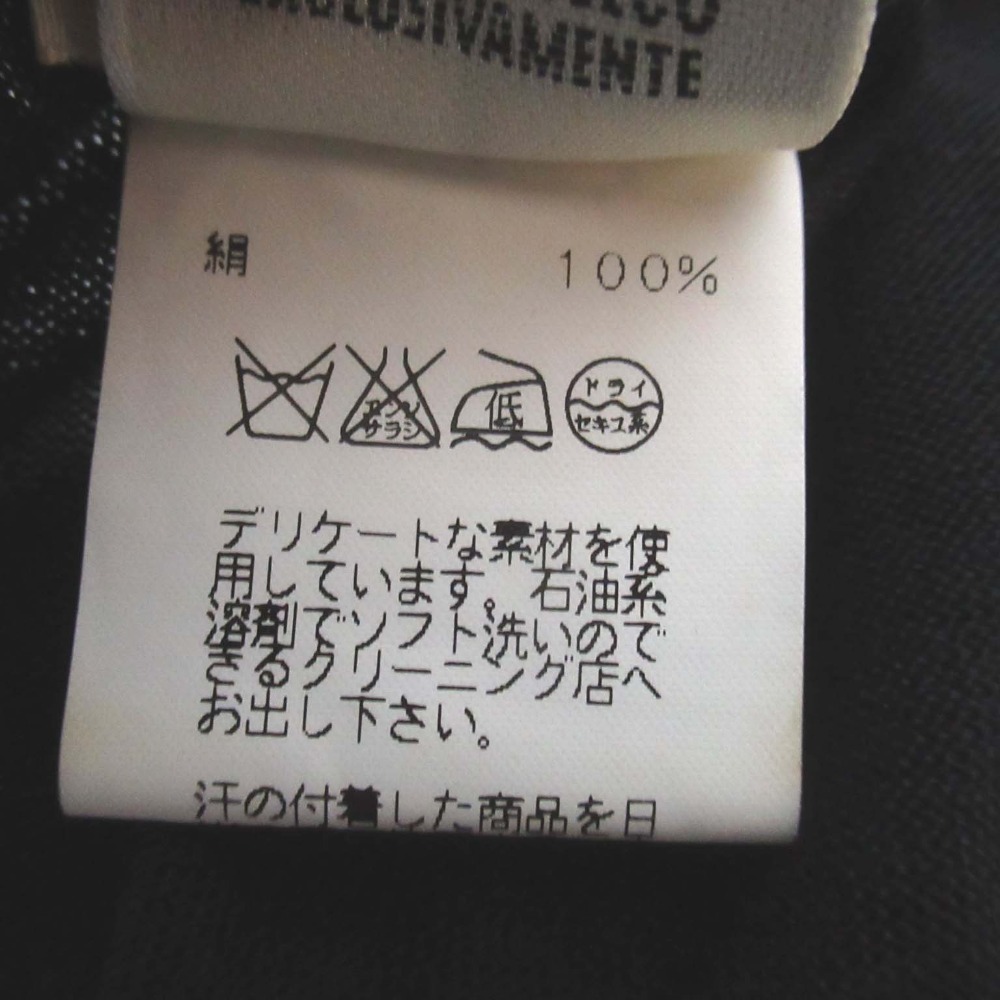 EXCLUSIVAMENTE
絹 100%
エンソ
サラシ
低
ドライ
セキユ系
デリケートな素材を使
用しています。石油系
溶剤でソフト洗いので
きるクリーニング店へ
お出し下さい。
汗の付着した商品を日